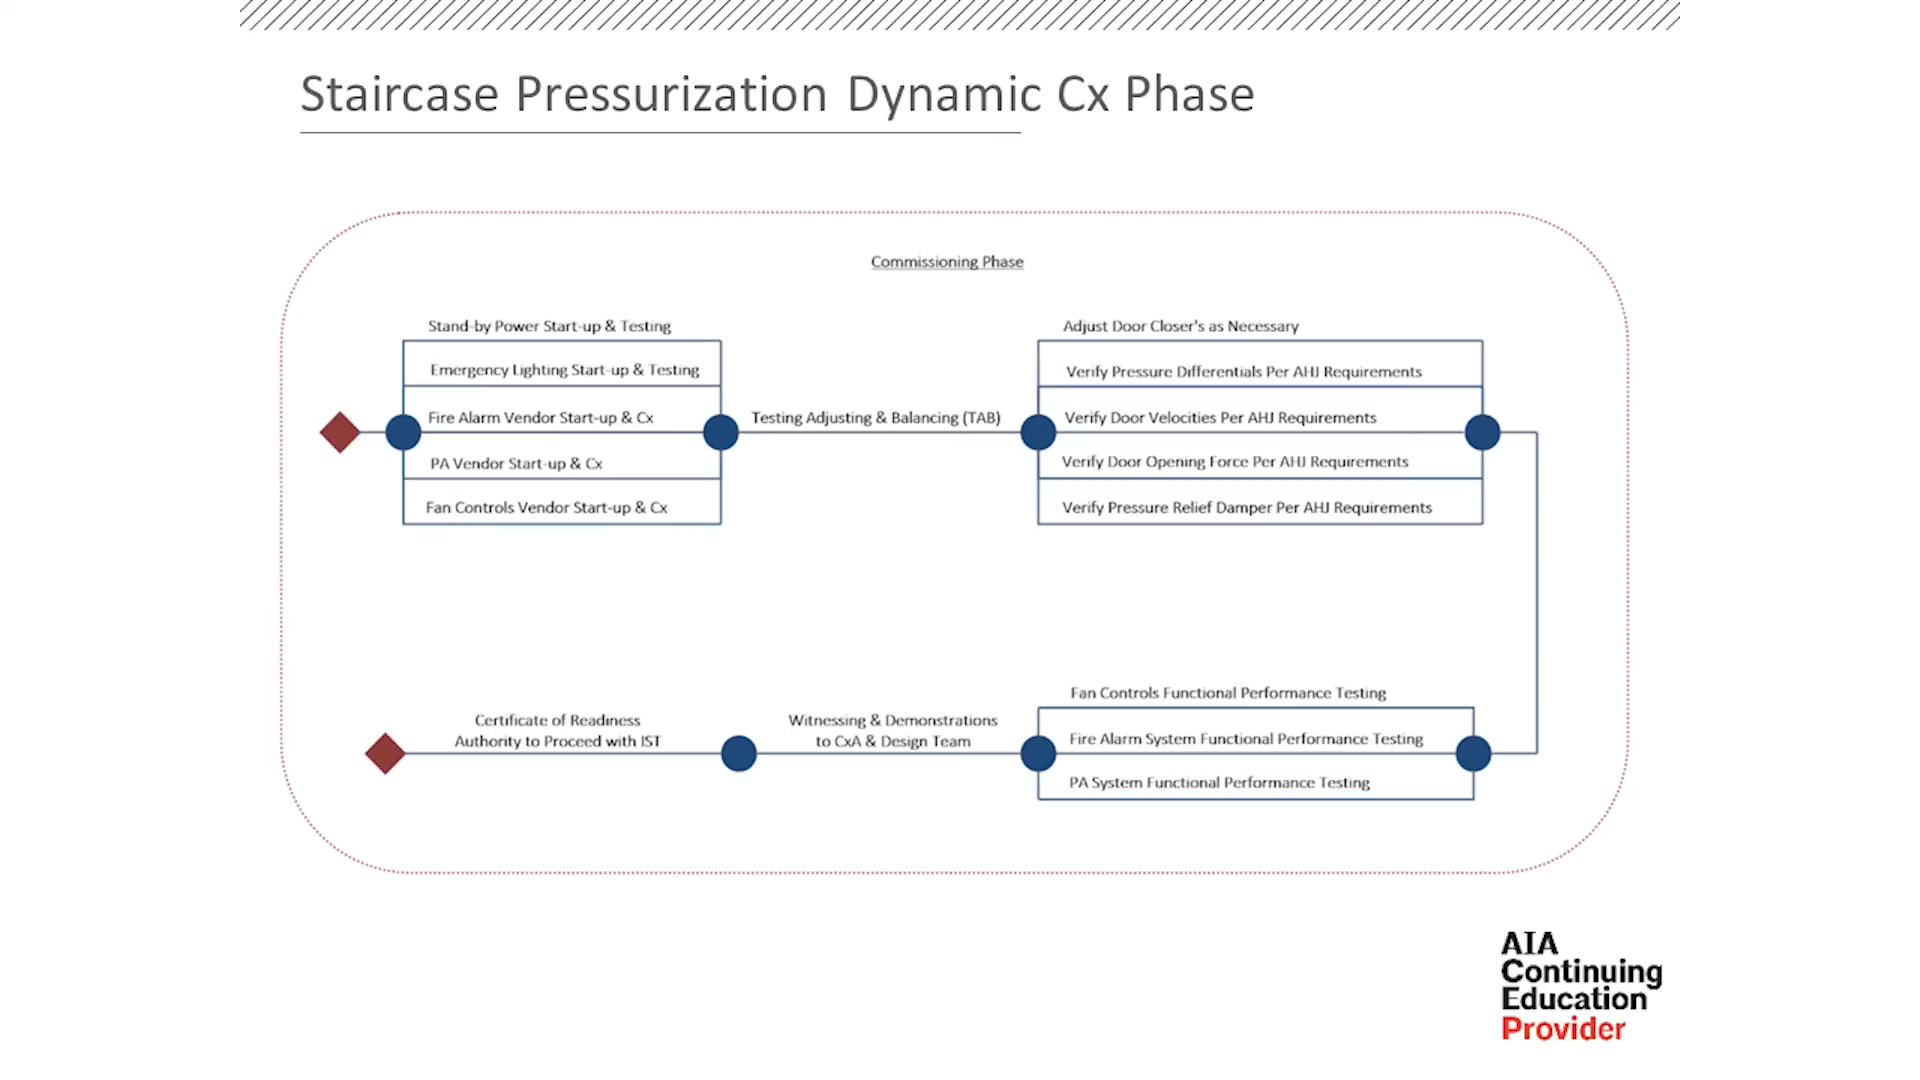 Staircase Pressurization Dynamic Cx Phase
Commissioning Phase
Stand-by Power Start-up & Testing
Emergency Lighting Start-up & Testing
Fire Alarm Vendor Start-up & Cx
PA Vendor Start-up & Cx
Fan Controls Vendor Start-up & Cx
Testing Adjusting & Balancing (TAB)
Adjust Door Closer's as Necessary
Verify Pressure Differentials Per AHJ Requirements
Verify Door Velocities Per AHJ Requirements
Verify Door Opening Force Per AHJ Requirements
Verify Pressure Relief Damper Per AHJ Requirements
Fan Controls Functional Performance Testing
Fire Alarm System Functional Performance Testing
PA System Functional Performance Testing
Witnessing & Demonstrations
to CxA & Design Team
Certificate of Readiness
Authority to Proceed with IST
AIA
Continuing
Education
Provider